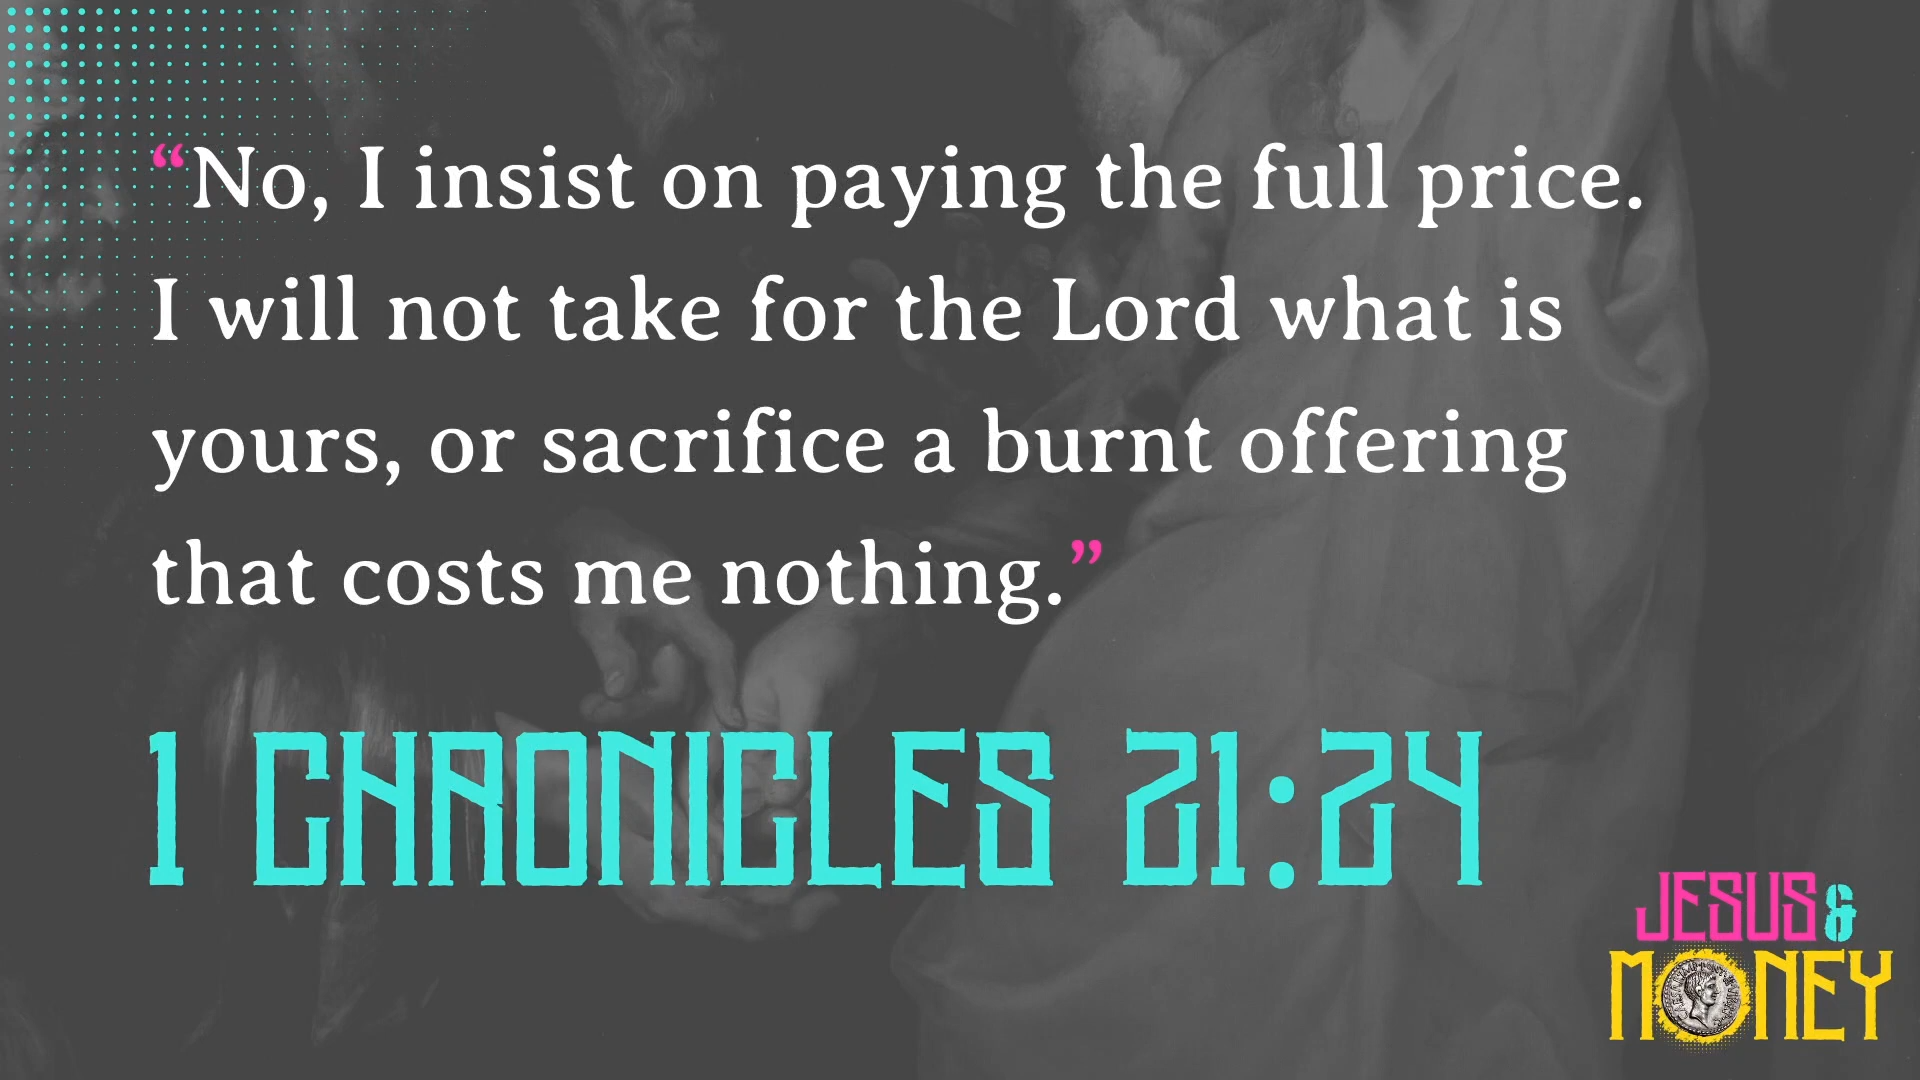 “No, I insist on paying the full price.
I will not take for the Lord what is
yours, or sacrifice a burnt offering
that costs me nothing.”
1 CHRONICLES 21:24
JESUS &
MONEY